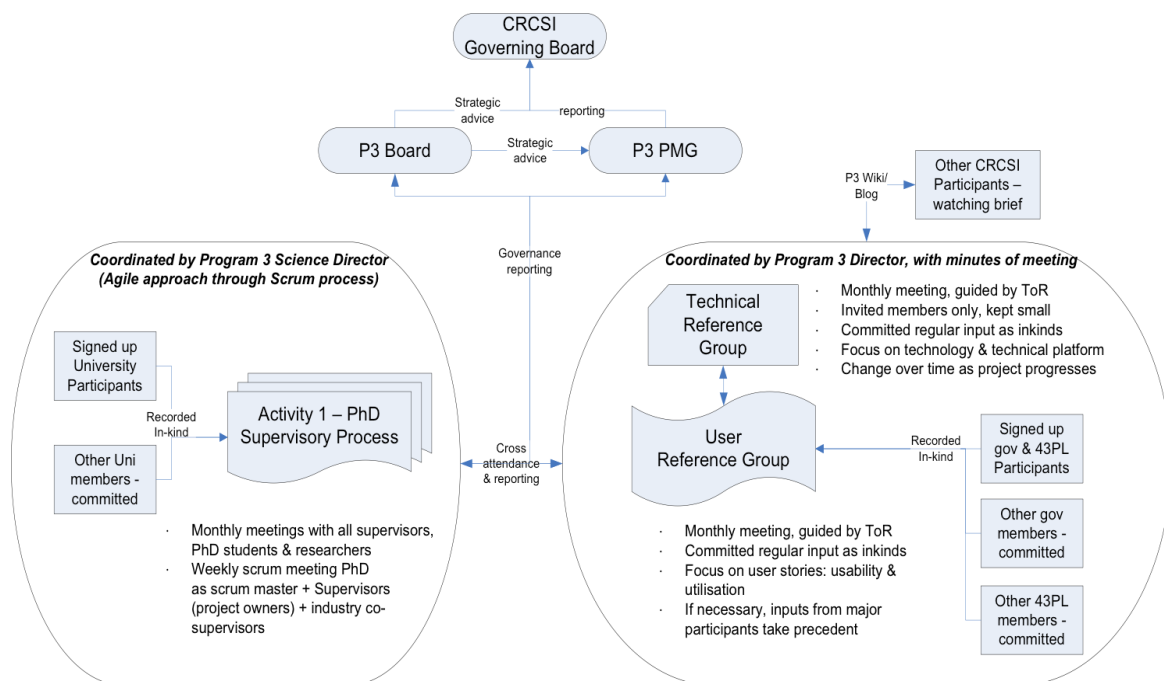 CRCSI
Governing Board
Strategic
advice
reporting
P3 Board
Strategic
advice
P3 PMG
P3 Wiki/
Blog
Other CRCSI
Participants –
watching brief
Governance
reporting
Coordinated by Program 3 Science Director
(Agile approach through Scrum process)
Signed up
University
Participants
Recorded
In-kind
Other Uni
members -
committed
Activity 1 – PhD
Supervisory Process
· Monthly meetings with all supervisors,
PhD students & researchers
· Weekly scrum meeting PhD
as scrum master + Supervisors
(project owners) + industry co-
supervisors
Cross
attendance
& reporting
Coordinated by Program 3 Director, with minutes of meeting
Technical
Reference
Group
· Monthly meeting, guided by ToR
· Invited members only, kept small
· Committed regular input as inkinds
· Focus on technology & technical platform
· Change over time as project progresses
User
Reference Group
Recorded
In-kind
Signed up
gov & 43PL
Participants
Other gov
members -
committed
Other 43PL
members -
committed
· Monthly meeting, guided by ToR
· Committed regular input as inkinds
· Focus on user stories: usability &
utilisation
· If necessary, inputs from major
participants take precedent